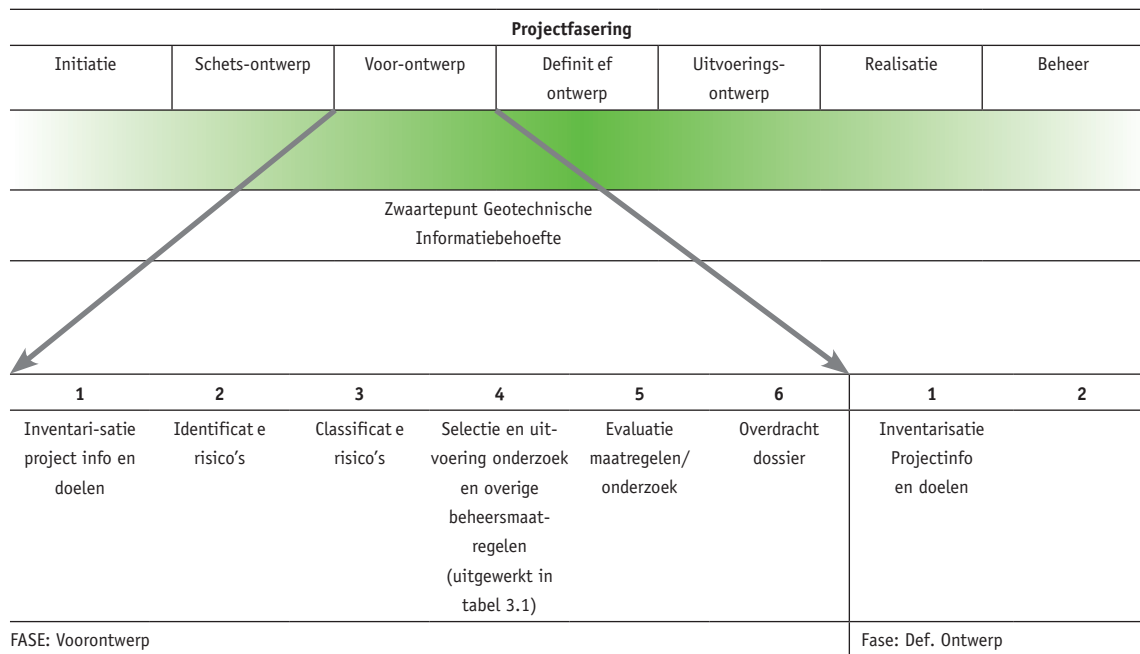 Projectfasering
Initiatie Schets-ontwerp Voor-ontwerp Definit ef Uitvoerings- Realisatie Beheer
ontwerp ontwerp
Zwaartepunt Geotechnische
Informatiebehoefte
1 2 3 4 5 6 1 2
Inventari-satie Identificat e Classificat e Selectie en uit- Evaluatie Overdracht Inventarisatie
project info en risico's risico's voering onderzoek maatregelen/ dossier Projectinfo
doelen en overige onderzoek en doelen
beheersmaat-
regelen
(uitgewerkt in
tabel 3.1)
FASE: Voorontwerp Fase: Def. Ontwerp